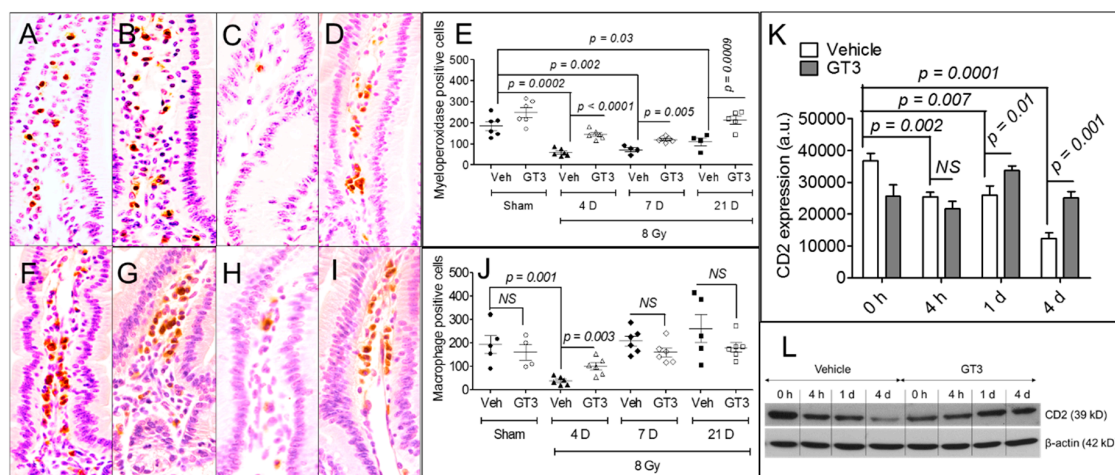 A
B
C
D
E
Myeloperoxidase positive cells
500
400
300
200
100
0
p = 0.03
p = 0.002
p = 0.0002
p < 0.0001
p = 0.005
p = 0.0009
Veh GT3 Veh GT3 Veh GT3 Veh GT3
Sham 4 D 7 D 21 D
8 Gy
F
G
H
I
J
Macrophage positive cells
500
400
300
200
100
0
p = 0.001
NS
p = 0.003
NS
NS
Veh GT3 Veh GT3 Veh GT3 Veh GT3
Sham 4 D 7 D 21 D
8 Gy
K
Vehicle
GT3
CD2 expression (a.u.)
50000
40000
30000
20000
10000
0
p = 0.0001
p = 0.007
p = 0.002
NS
p = 0.01
p = 0.001
0 h 4 h 1 d 4 d
L
Vehicle GT3
0 h 4 h 1 d 4 d 0 h 4 h 1 d 4 d
CD2 (39 kD)
β-actin (42 kD